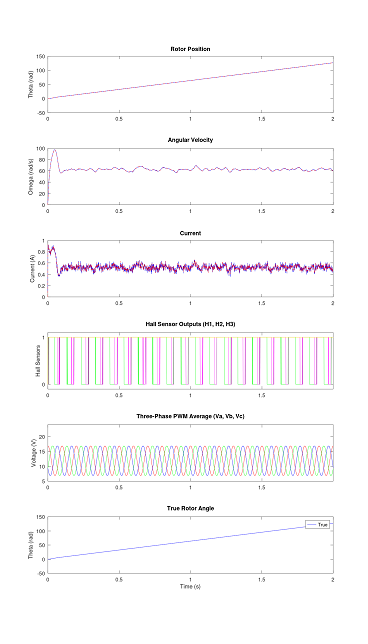 Rotor Position
150
100
50
0
-50
Theta (rad)
0 0.5 1 1.5 2
Angular Velocity
100
80
60
40
20
0
Omega (rad/s)
0 0.5 1 1.5 2
Current
1
0.8
0.6
0.4
0.2
0
Current (A)
0 0.5 1 1.5 2
Hall Sensor Outputs (H1, H2, H3)
1
0
Hall Sensors
0 0.5 1 1.5 2
Three-Phase PWM Average (Va, Vb, Vc)
20
15
10
5
Voltage (V)
0 0.5 1 1.5 2
True Rotor Angle
150
100
50
0
-50
Theta (rad)
True
0 0.5 1 1.5 2
Time (s)